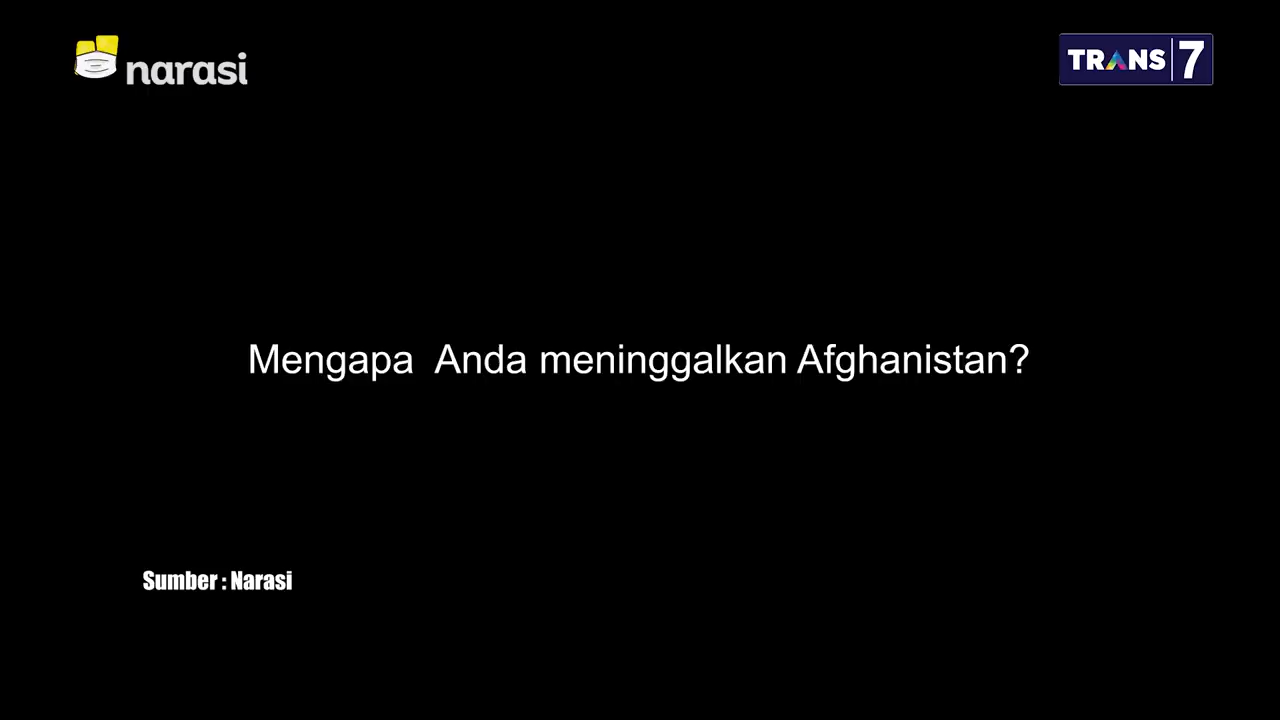 narasi
TRANS 7
Mengapa  Anda meninggalkan Afghanistan?
Sumber : Narasi